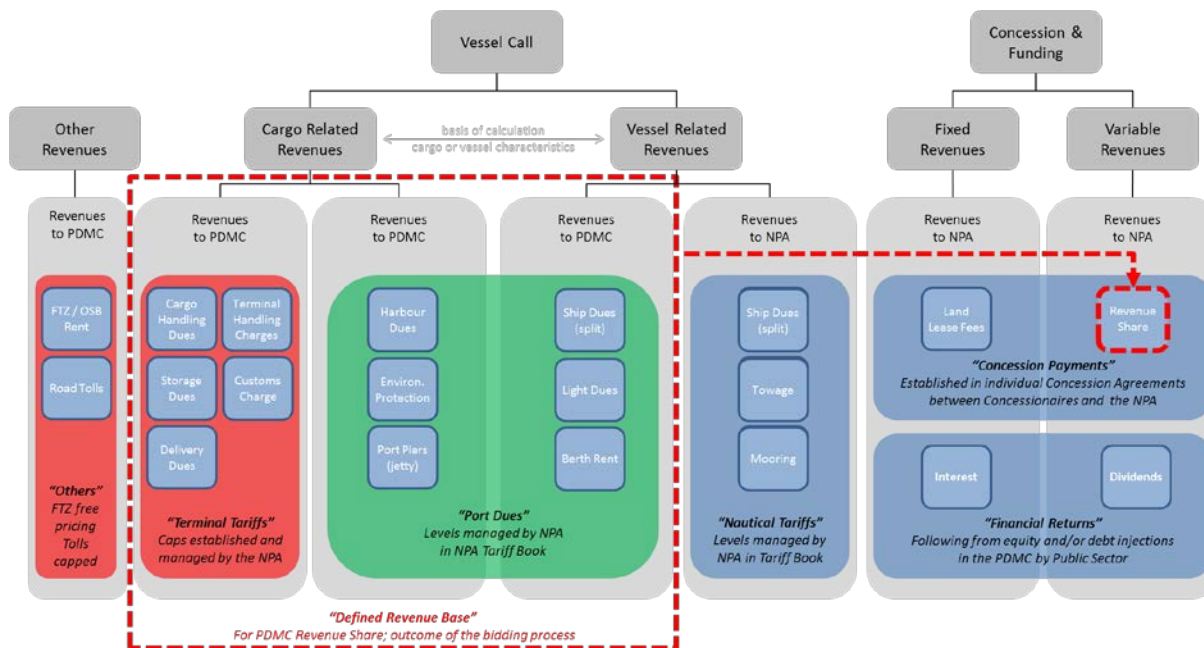 Vessel Call
Concession &
Funding
Other
Revenues
Cargo Related
Revenues
basis of calculation
cargo or vessel characteristics
Vessel Related
Revenues
Fixed
Revenues
Variable
Revenues
Revenues
to PDMC
Revenues
to PDMC
Revenues
to PDMC
Revenues
to PDMC
Revenues
to NPA
Revenues
to NPA
Revenues
to NPA
FTZ / OSB
Rent
Road Tolls
"Others"
FTZ free
pricing
Tolls
capped
Cargo
Handling
Dues
Terminal
Handling
Charges
Storage
Dues
Customs
Charge
Delivery
Dues
"Terminal Tariffs"
Caps established and
managed by the NPA
Harbour
Dues
Environ.
Protection
Port Piers
(jetty)
Ship Dues
(split)
Light Dues
Berth Rent
"Port Dues"
Levels managed by NPA
in NPA Tariff Book
Ship Dues
(split)
Towage
Mooring
"Nautical Tariffs"
Levels managed by
NPA in Tariff Book
Land
Lease Fees
Revenue
Share
"Concession Payments"
Established in individual Concession Agreements
between Concessionaires and the NPA
Interest
Dividends
"Financial Returns"
Following from equity and/or debt injections
in the PDMC by Public Sector
"Defined Revenue Base"
For PDMC Revenue Share; outcome of the bidding process